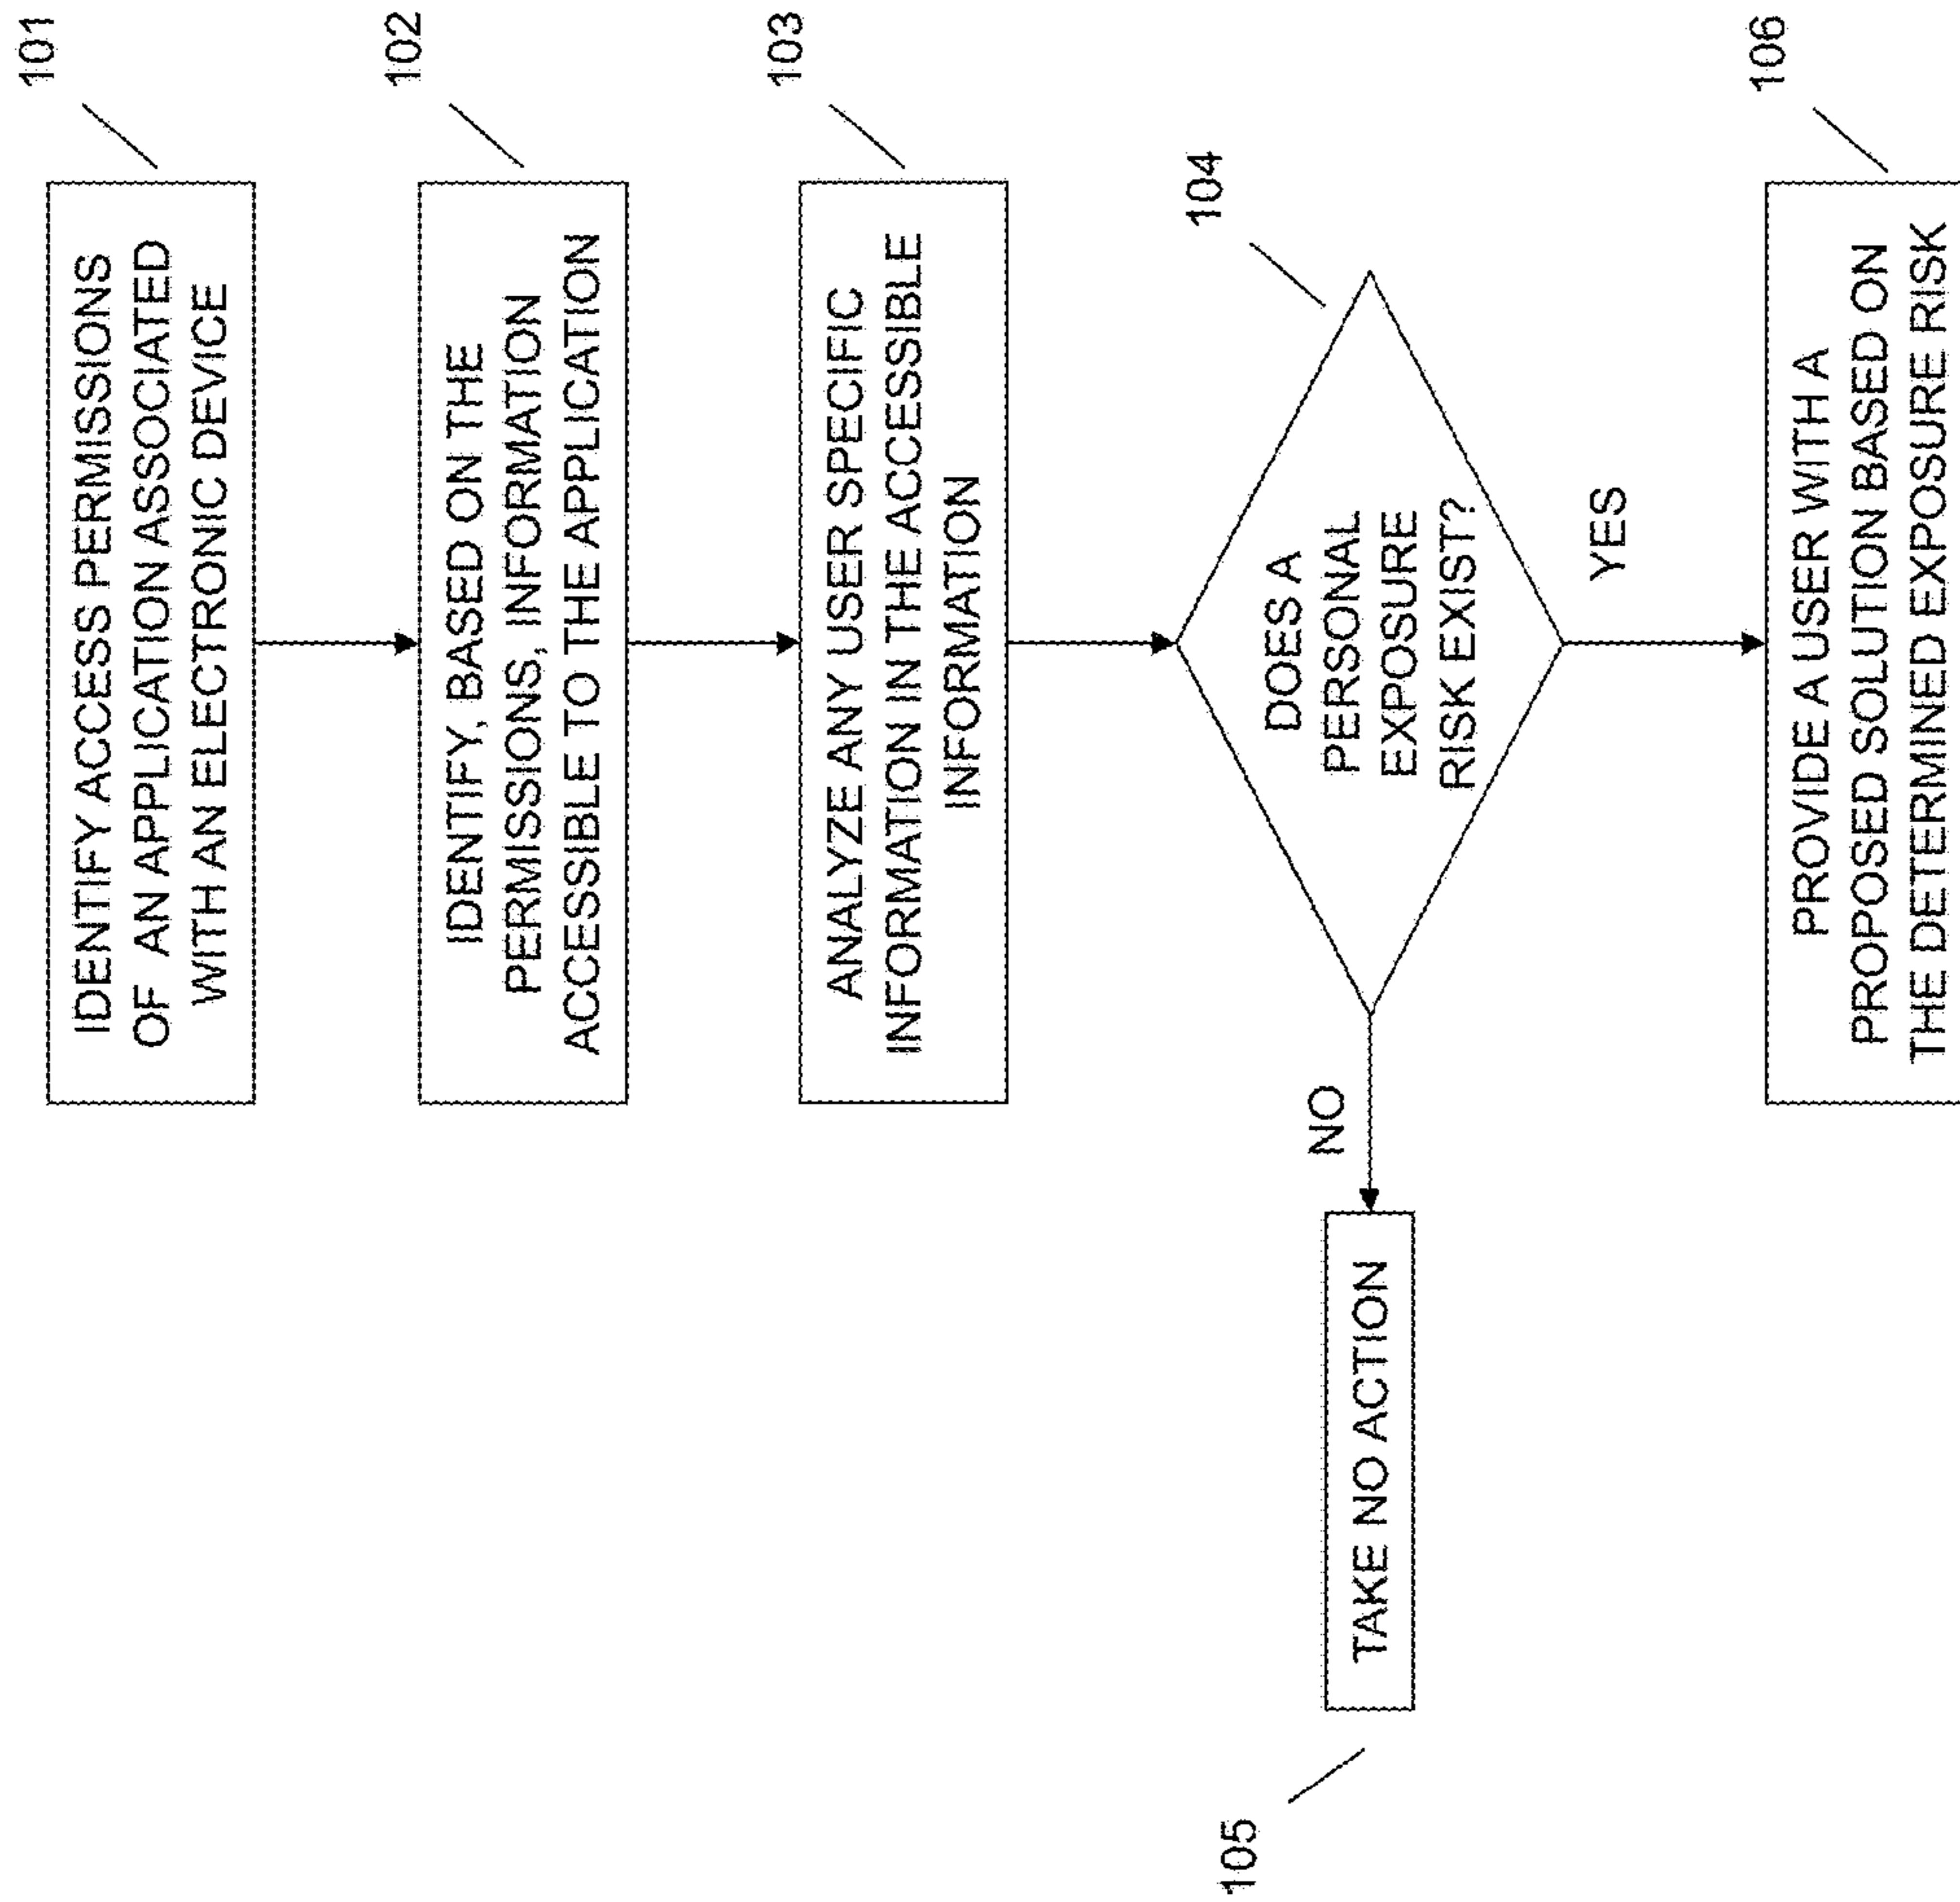 101
IDENTIFY ACCESS PERMISSIONS
OF AN APPLICATION ASSOCIATED
WITH AN ELECTRONIC DEVICE
102
IDENTIFY, BASED ON THE
PERMISSIONS, INFORMATION
ACCESSIBLE TO THE APPLICATION
103
ANALYZE ANY USER SPECIFIC
INFORMATION IN THE ACCESSIBLE
INFORMATION
104
DOES A
PERSONAL
EXPOSURE
RISK EXIST?
NO
105
TAKE NO ACTION
YES
106
PROVIDE A USER WITH A
PROPOSED SOLUTION BASED ON
THE DETERMINED EXPOSURE RISK